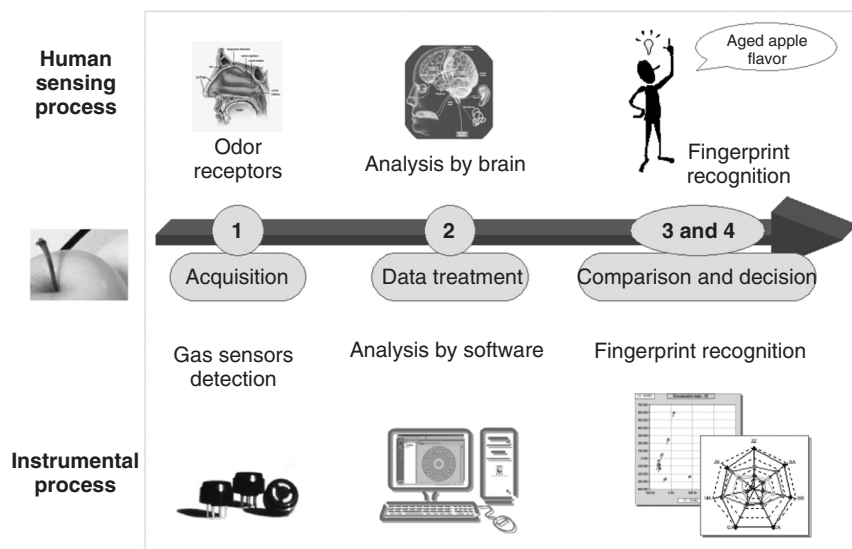 Human
sensing
process
Aged apple
flavor
Odor
receptors
Analysis by brain
Fingerprint
recognition
1
2
3 and 4
Acquisition
Data treatment
Comparison and decision
Gas sensors
detection
Analysis by software
Fingerprint recognition
Instrumental
process